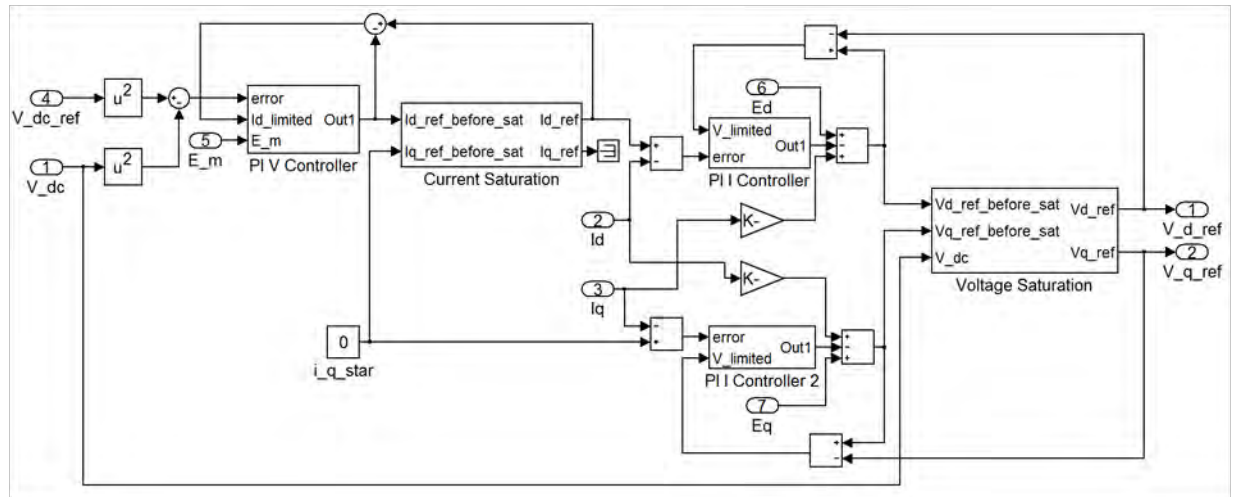 4
V_dc_ref
u2
1
V_dc
u2
5
E_m
error
Id_limited
E_m
Out1
PI V Controller
Id_ref_before_sat
Iq_ref_before_sat
Id_ref
Iq_ref
Current Saturation
0
i_q_star
2
Id
3
Iq
6
Ed
V_limited
error
Out1
PI I Controller
K-
K-
error
V_limited
Out1
PI I Controller 2
7
Eq
Vd_ref_before_sat
Vq_ref_before_sat
V_dc
Vd_ref
Vq_ref
Voltage Saturation
1
V_d_ref
2
V_q_ref